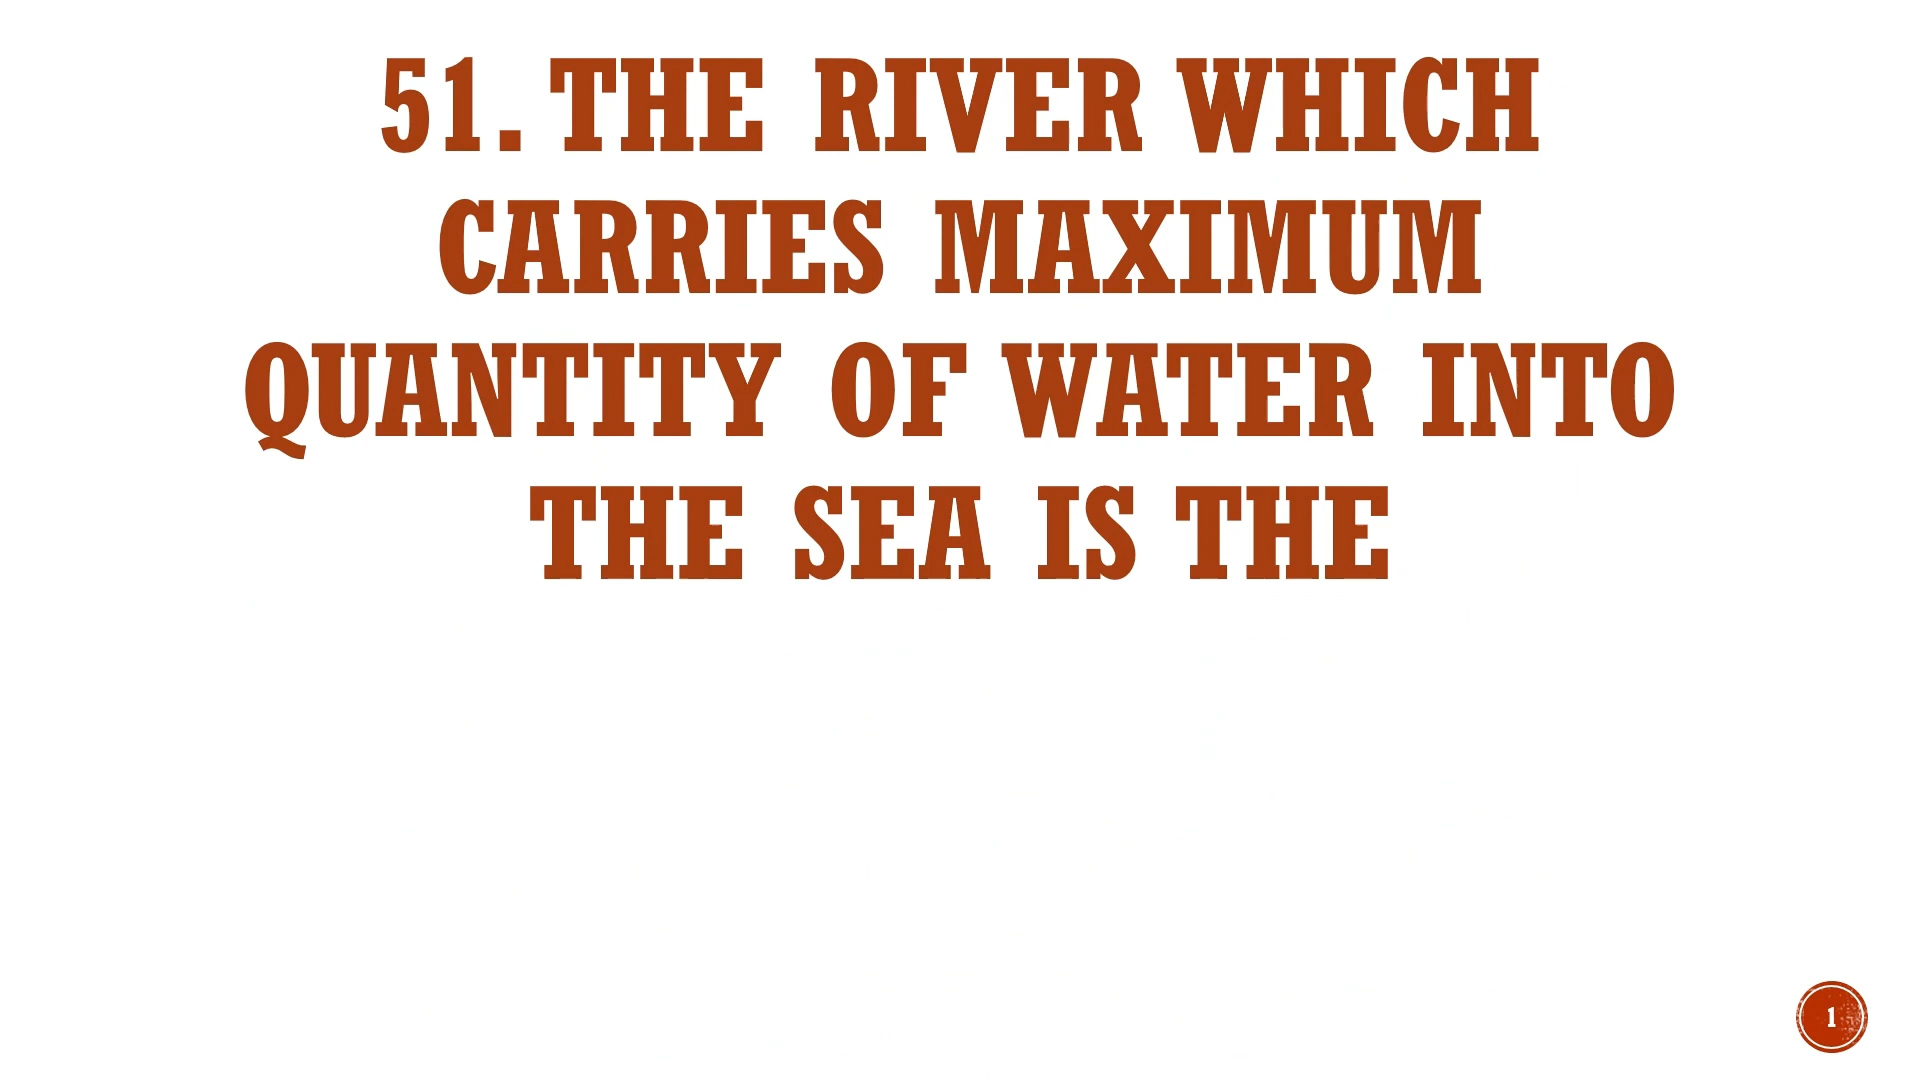 51. THE RIVER WHICH
CARRIES MAXIMUM
QUANTITY OF WATER INTO
THE SEA IS THE
1